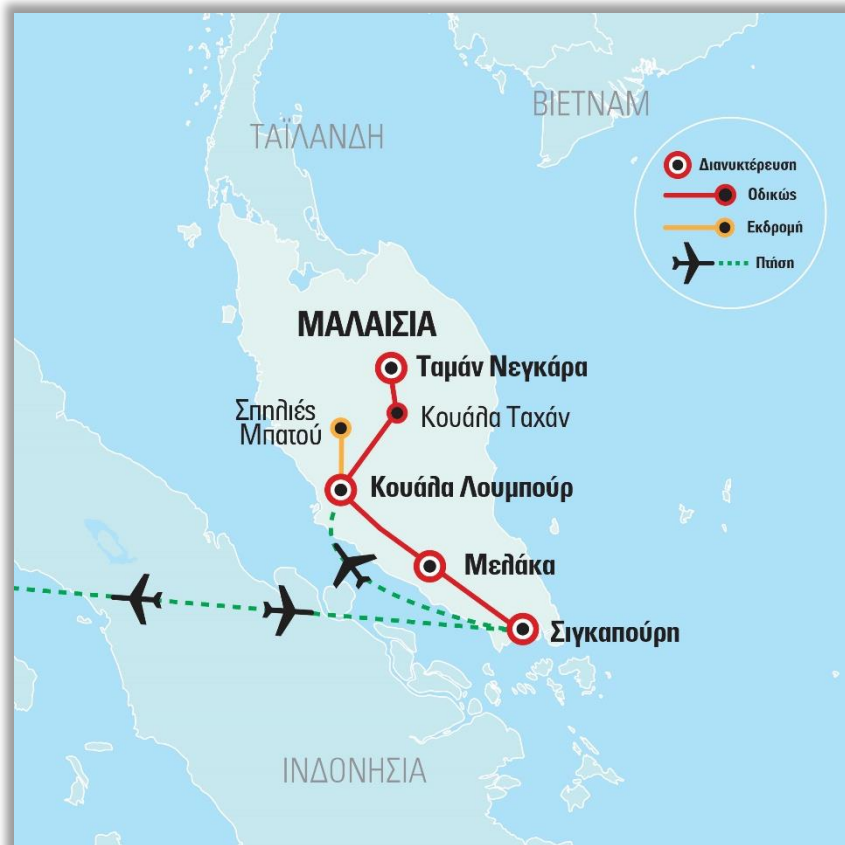 ΒΙΕΤΝΑΜ
ΤΑΪΛΑΝΔΗ
Διανυκτέρευση
Οδικώς
Εκδρομή
Πτήση
ΜΑΛΑΙΣΙΑ
Ταμάν Νεγκάρα
Σπηλιές
Μπατού
Κουάλα Ταχάν
Κουάλα Λουμπούρ
Μελάκα
Σιγκαπούρη
ΙΝΔΟΝΗΣΙΑ